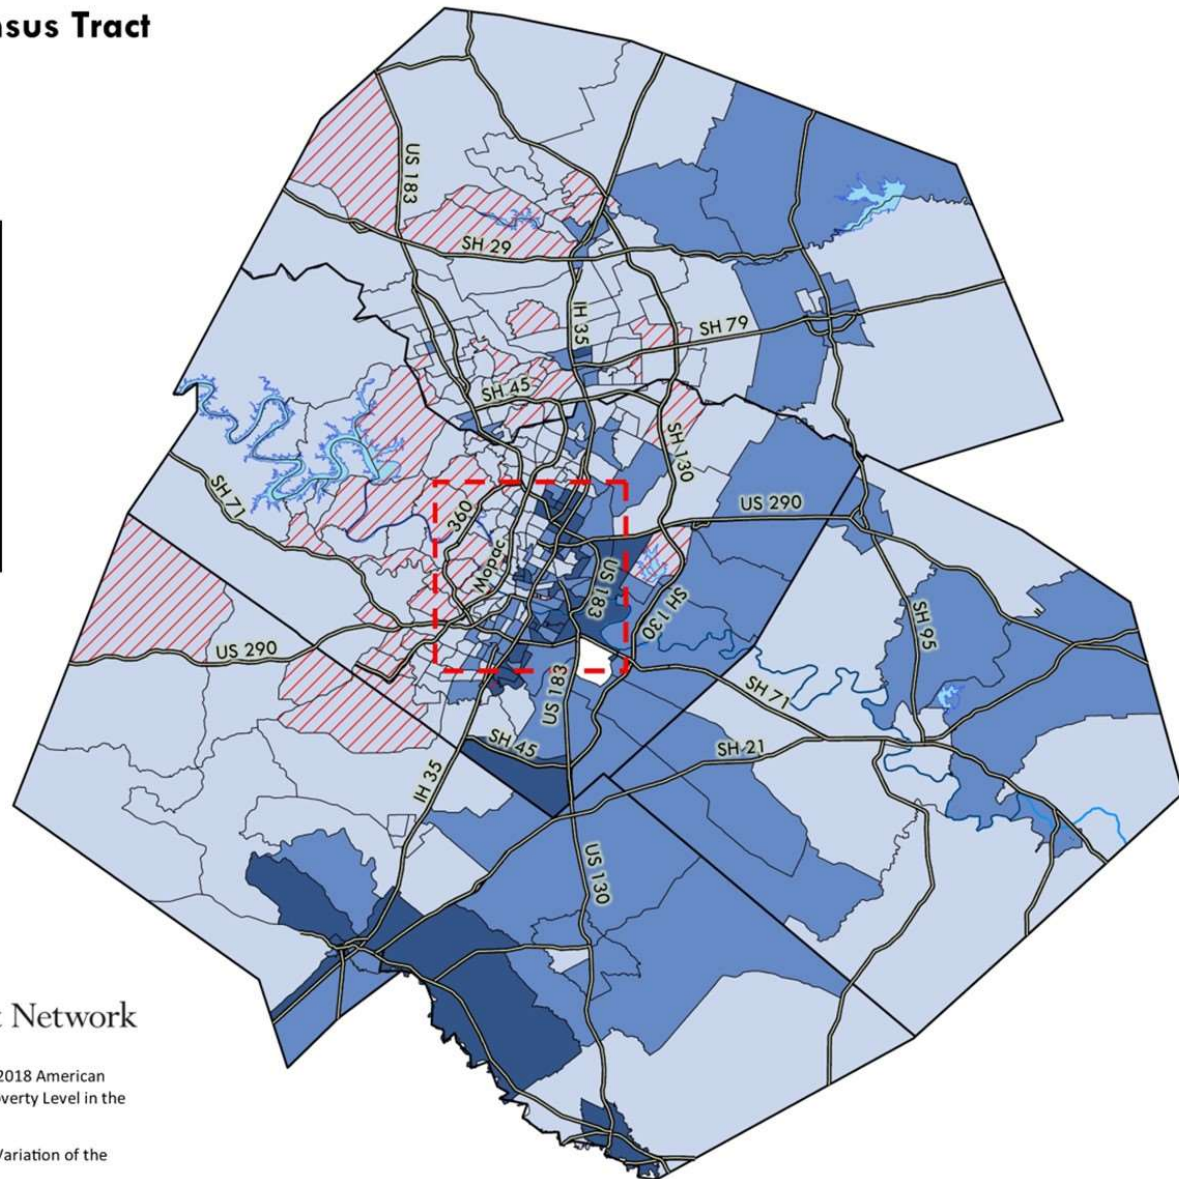 nsus Tract
US 183
SH 29
IH 35
SH 79
SH 45
SH 130
SH 71
360
US 290
Mopac
US 183
SH 130
SH 95
US 290
US 183
SH 71
SH 45
SH 21
IH 35
US 130
Network
2018 American
overty Level in the
Variation of the